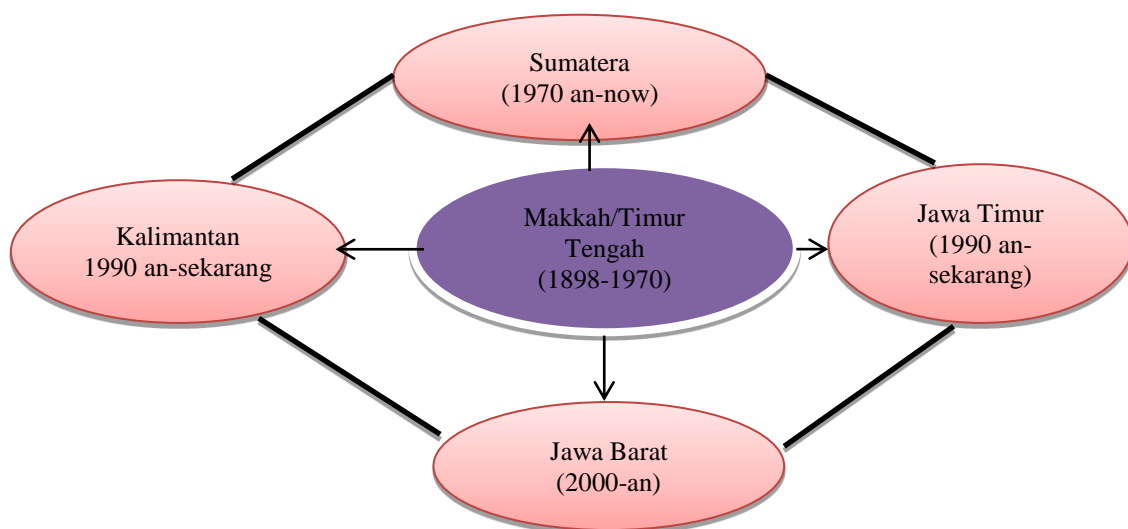 Sumatera
(1970 an-now)
Makkah/Timur
Tengah
(1898-1970)
Kalimantan
1990 an-sekarang
Jawa Timur
(1990 an-
sekarang)
Jawa Barat
(2000-an)